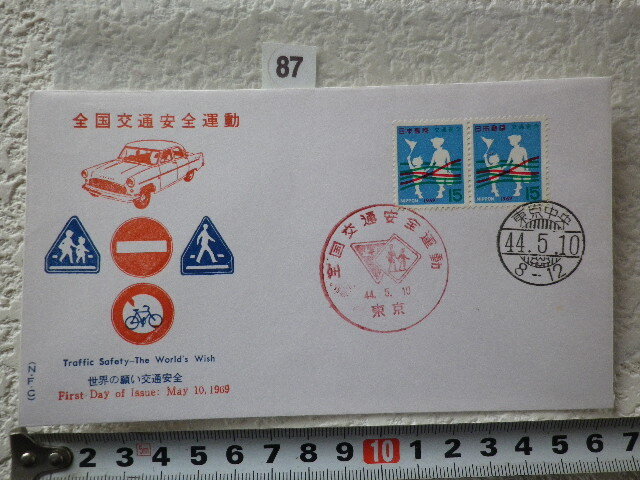 87
全国交通安全運動
日本郵便 交通安全
NIPPON 1969 15
日本郵便 交通安全
NIPPON 1969 15
全国交通安全運動
44. 5. 10
東京
東京中央
44.5.10
8-12
Traffic Safety—The World's Wish
世界の願い交通安全
First Day of Issue: May 10, 1969
(N.F.C)
2 3 4 5 6 7 8 9 10 1 2 3 4 5 6 7